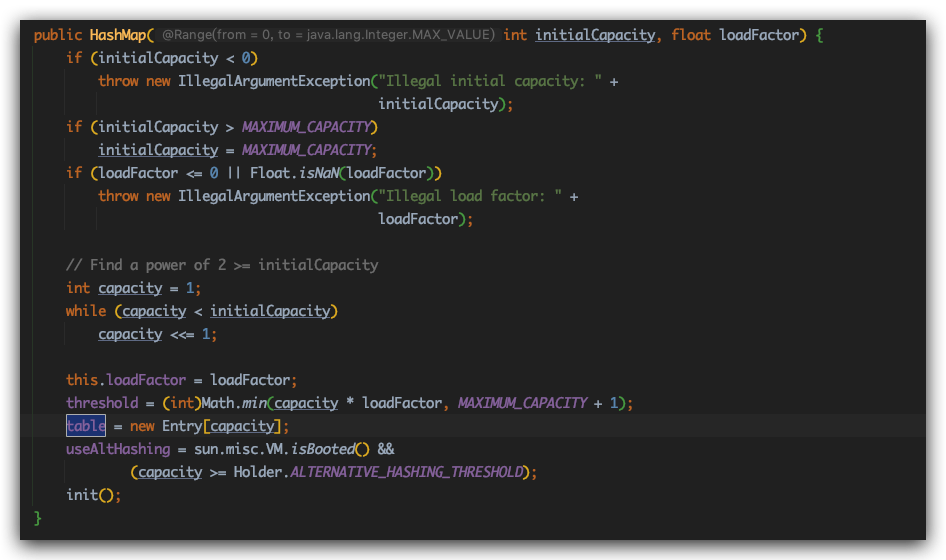 public HashMap( @Range(from = 0, to = java.lang.Integer.MAX_VALUE) int initialCapacity, float loadFactor) {
    if (initialCapacity < 0)
        throw new IllegalArgumentException("Illegal initial capacity: " +
                                           initialCapacity);
    if (initialCapacity > MAXIMUM_CAPACITY)
        initialCapacity = MAXIMUM_CAPACITY;
    if (loadFactor <= 0 || Float.isNaN(loadFactor))
        throw new IllegalArgumentException("Illegal load factor: " +
                                           loadFactor);

    // Find a power of 2 >= initialCapacity
    int capacity = 1;
    while (capacity < initialCapacity)
        capacity <<= 1;

    this.loadFactor = loadFactor;
    threshold = (int)Math.min(capacity * loadFactor, MAXIMUM_CAPACITY + 1);
    table = new Entry[capacity];
    useAltHashing = sun.misc.VM.isBooted() &&
            (capacity >= Holder.ALTERNATIVE_HASHING_THRESHOLD);
    init();
}